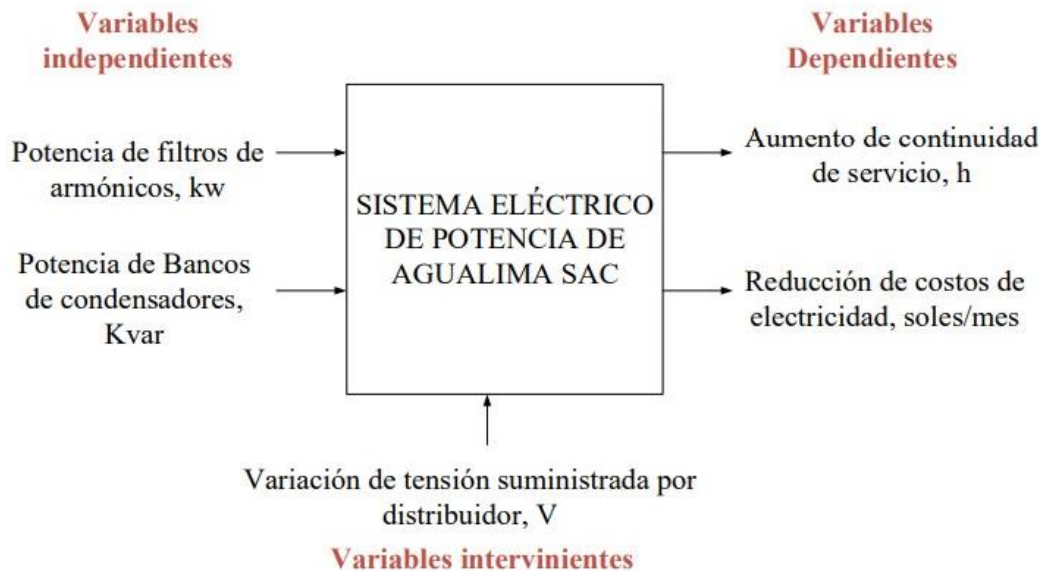 Variables
independientes
Variables
Dependientes
Potencia de filtros de
armónicos, kw
Potencia de Bancos
de condensadores,
Kvar
SISTEMA ELÉCTRICO
DE POTENCIA DE
AGUALIMA SAC
Aumento de continuidad
de servicio, h
Reducción de costos de
electricidad, soles/mes
Variación de tensión suministrada por
distribuidor, V
Variables intervinientes